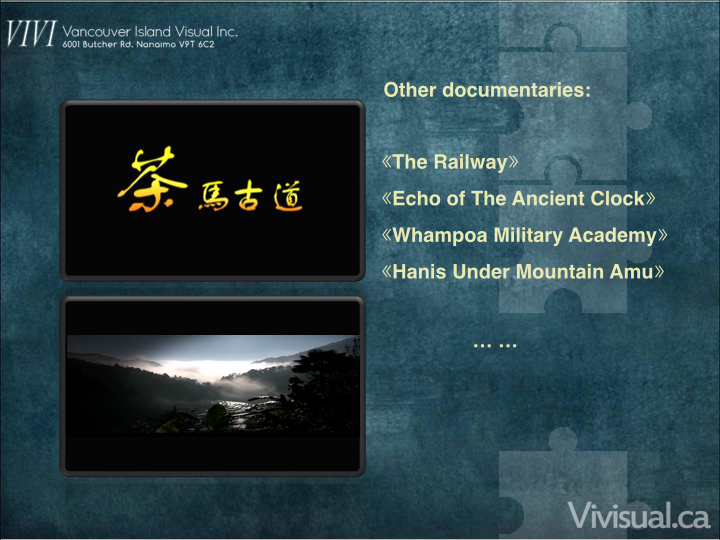 VIVI Vancouver Island Visual Inc.
6001 Butcher Rd. Nanaimo V9T 6C2
Other documentaries:
茶馬古道
《The Railway》
《Echo of The Ancient Clock》
《Whampoa Military Academy》
《Hanis Under Mountain Amu》
... ...
Vivisual.ca